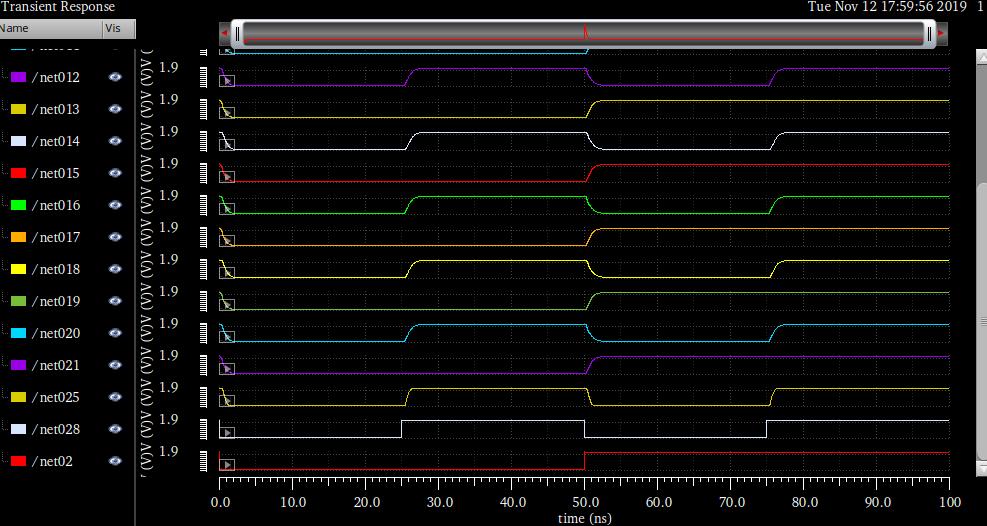 Transient Response Tue Nov 12 17:59:56 2019 1
Name Vis
/net012 1.9
/net013 1.9
/net014 1.9
/net015 1.9
/net016 1.9
/net017 1.9
/net018 1.9
/net019 1.9
/net020 1.9
/net021 1.9
/net025 1.9
/net028 1.9
/net02 1.9
0.0 10.0 20.0 30.0 40.0 50.0 60.0 70.0 80.0 90.0 100
time (ns)